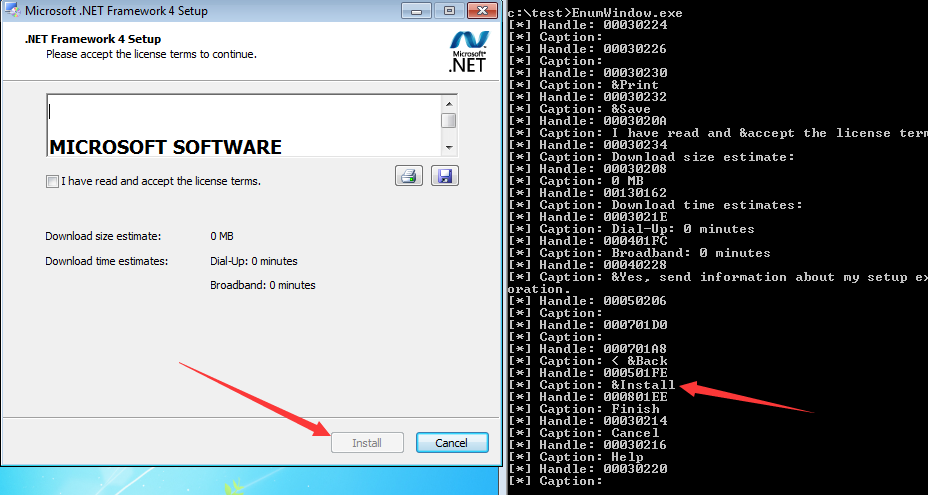 Microsoft .NET Framework 4 Setup
.NET Framework 4 Setup
Please accept the license terms to continue.
Microsoft®
.NET
MICROSOFT SOFTWARE
I have read and accept the license terms.
Download size estimate: 0 MB
Download time estimates: Dial-Up: 0 minutes
Broadband: 0 minutes
Install Cancel
c:\test>EnumWindow.exe
[*] Handle: 00030224
[*] Caption:
[*] Handle: 00030226
[*] Caption:
[*] Handle: 00030230
[*] Caption: &Print
[*] Handle: 00030232
[*] Caption: &Save
[*] Handle: 0003020A
[*] Caption: I have read and &accept the license term
[*] Handle: 00030234
[*] Caption: Download size estimate:
[*] Handle: 00030208
[*] Caption: 0 MB
[*] Handle: 00130162
[*] Caption: Download time estimates:
[*] Handle: 0003021E
[*] Caption: Dial-Up: 0 minutes
[*] Handle: 000401FC
[*] Caption: Broadband: 0 minutes
[*] Handle: 00040228
[*] Caption: &Yes, send information about my setup ex
oration.
[*] Handle: 00050206
[*] Caption:
[*] Handle: 000701D0
[*] Caption:
[*] Handle: 000701A8
[*] Caption: < &Back
[*] Handle: 000501FE
[*] Caption: &Install
[*] Handle: 000801EE
[*] Caption: Finish
[*] Handle: 00030214
[*] Caption: Cancel
[*] Handle: 00030216
[*] Caption: Help
[*] Handle: 00030220
[*] Caption: